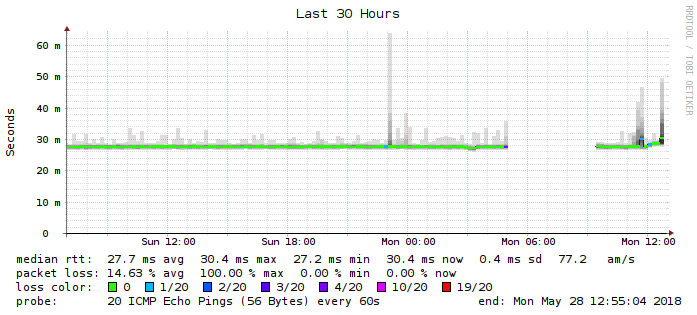 Last 30 Hours
RRDTOOL / TOBI OETIKER
Seconds
60 m
50 m
40 m
30 m
20 m
10 m
0
Sun 12:00 Sun 18:00 Mon 00:00 Mon 06:00 Mon 12:00
median rtt: 27.7 ms avg 30.4 ms max 27.2 ms min 30.4 ms now 0.4 ms sd 77.2 am/s
packet loss: 14.63 % avg 100.00 % max 0.00 % min 0.00 % now
loss color: 0 1/20 2/20 3/20 4/20 10/20 19/20
probe: 20 ICMP Echo Pings (56 Bytes) every 60s end: Mon May 28 12:55:04 2018